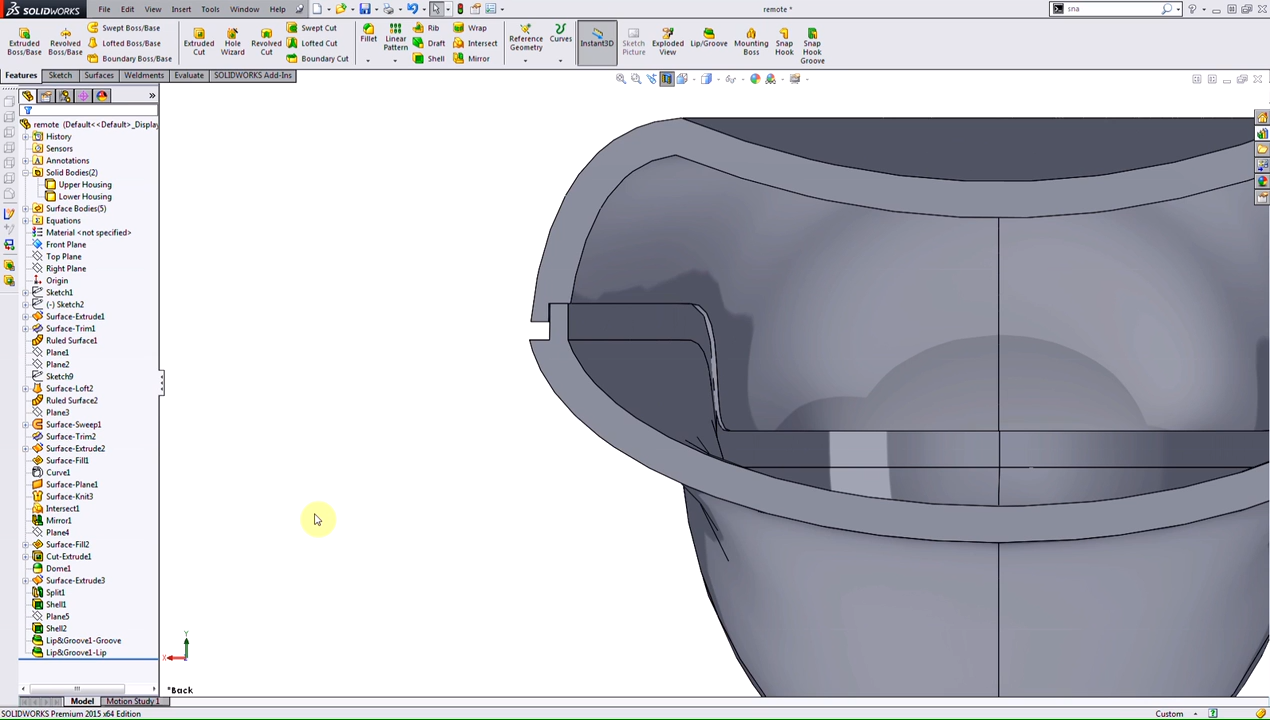 SOLIDWORKS File Edit View Insert Tools Window Help remote * sna
Extruded Boss/Base Revolved Boss/Base Swept Boss/Base Lofted Boss/Base Boundary Boss/Base Extruded Cut Hole Wizard Revolved Cut Swept Cut Lofted Cut Boundary Cut Fillet Linear Pattern Rib Draft Shell Wrap Intersect Mirror Reference Geometry Curves Instant3D Sketch Picture Exploded View Lip/Groove Mounting Boss Snap Hook Snap Hook Groove
Features Sketch Surfaces Weldments Evaluate SOLIDWORKS Add-Ins
remote (Default<<Default>_Display
History
Sensors
Annotations
Solid Bodies(2)
Upper Housing
Lower Housing
Surface Bodies(5)
Equations
Material <not specified>
Front Plane
Top Plane
Right Plane
Origin
Sketch1
(-) Sketch2
Surface-Extrude1
Surface-Trim1
Ruled Surface1
Plane1
Plane2
Sketch9
Surface-Loft2
Ruled Surface2
Plane3
Surface-Sweep1
Surface-Trim2
Surface-Extrude2
Surface-Fill1
Curve1
Surface-Plane1
Surface-Knit3
Intersect1
Mirror1
Plane4
Surface-Fill2
Cut-Extrude1
Dome1
Surface-Extrude3
Split1
Shell1
Plane5
Shell2
Lip&Groove1-Groove
Lip&Groove1-Lip
Y
X
*Back
Model Motion Study 1
SOLIDWORKS Premium 2015 x64 Edition Custom